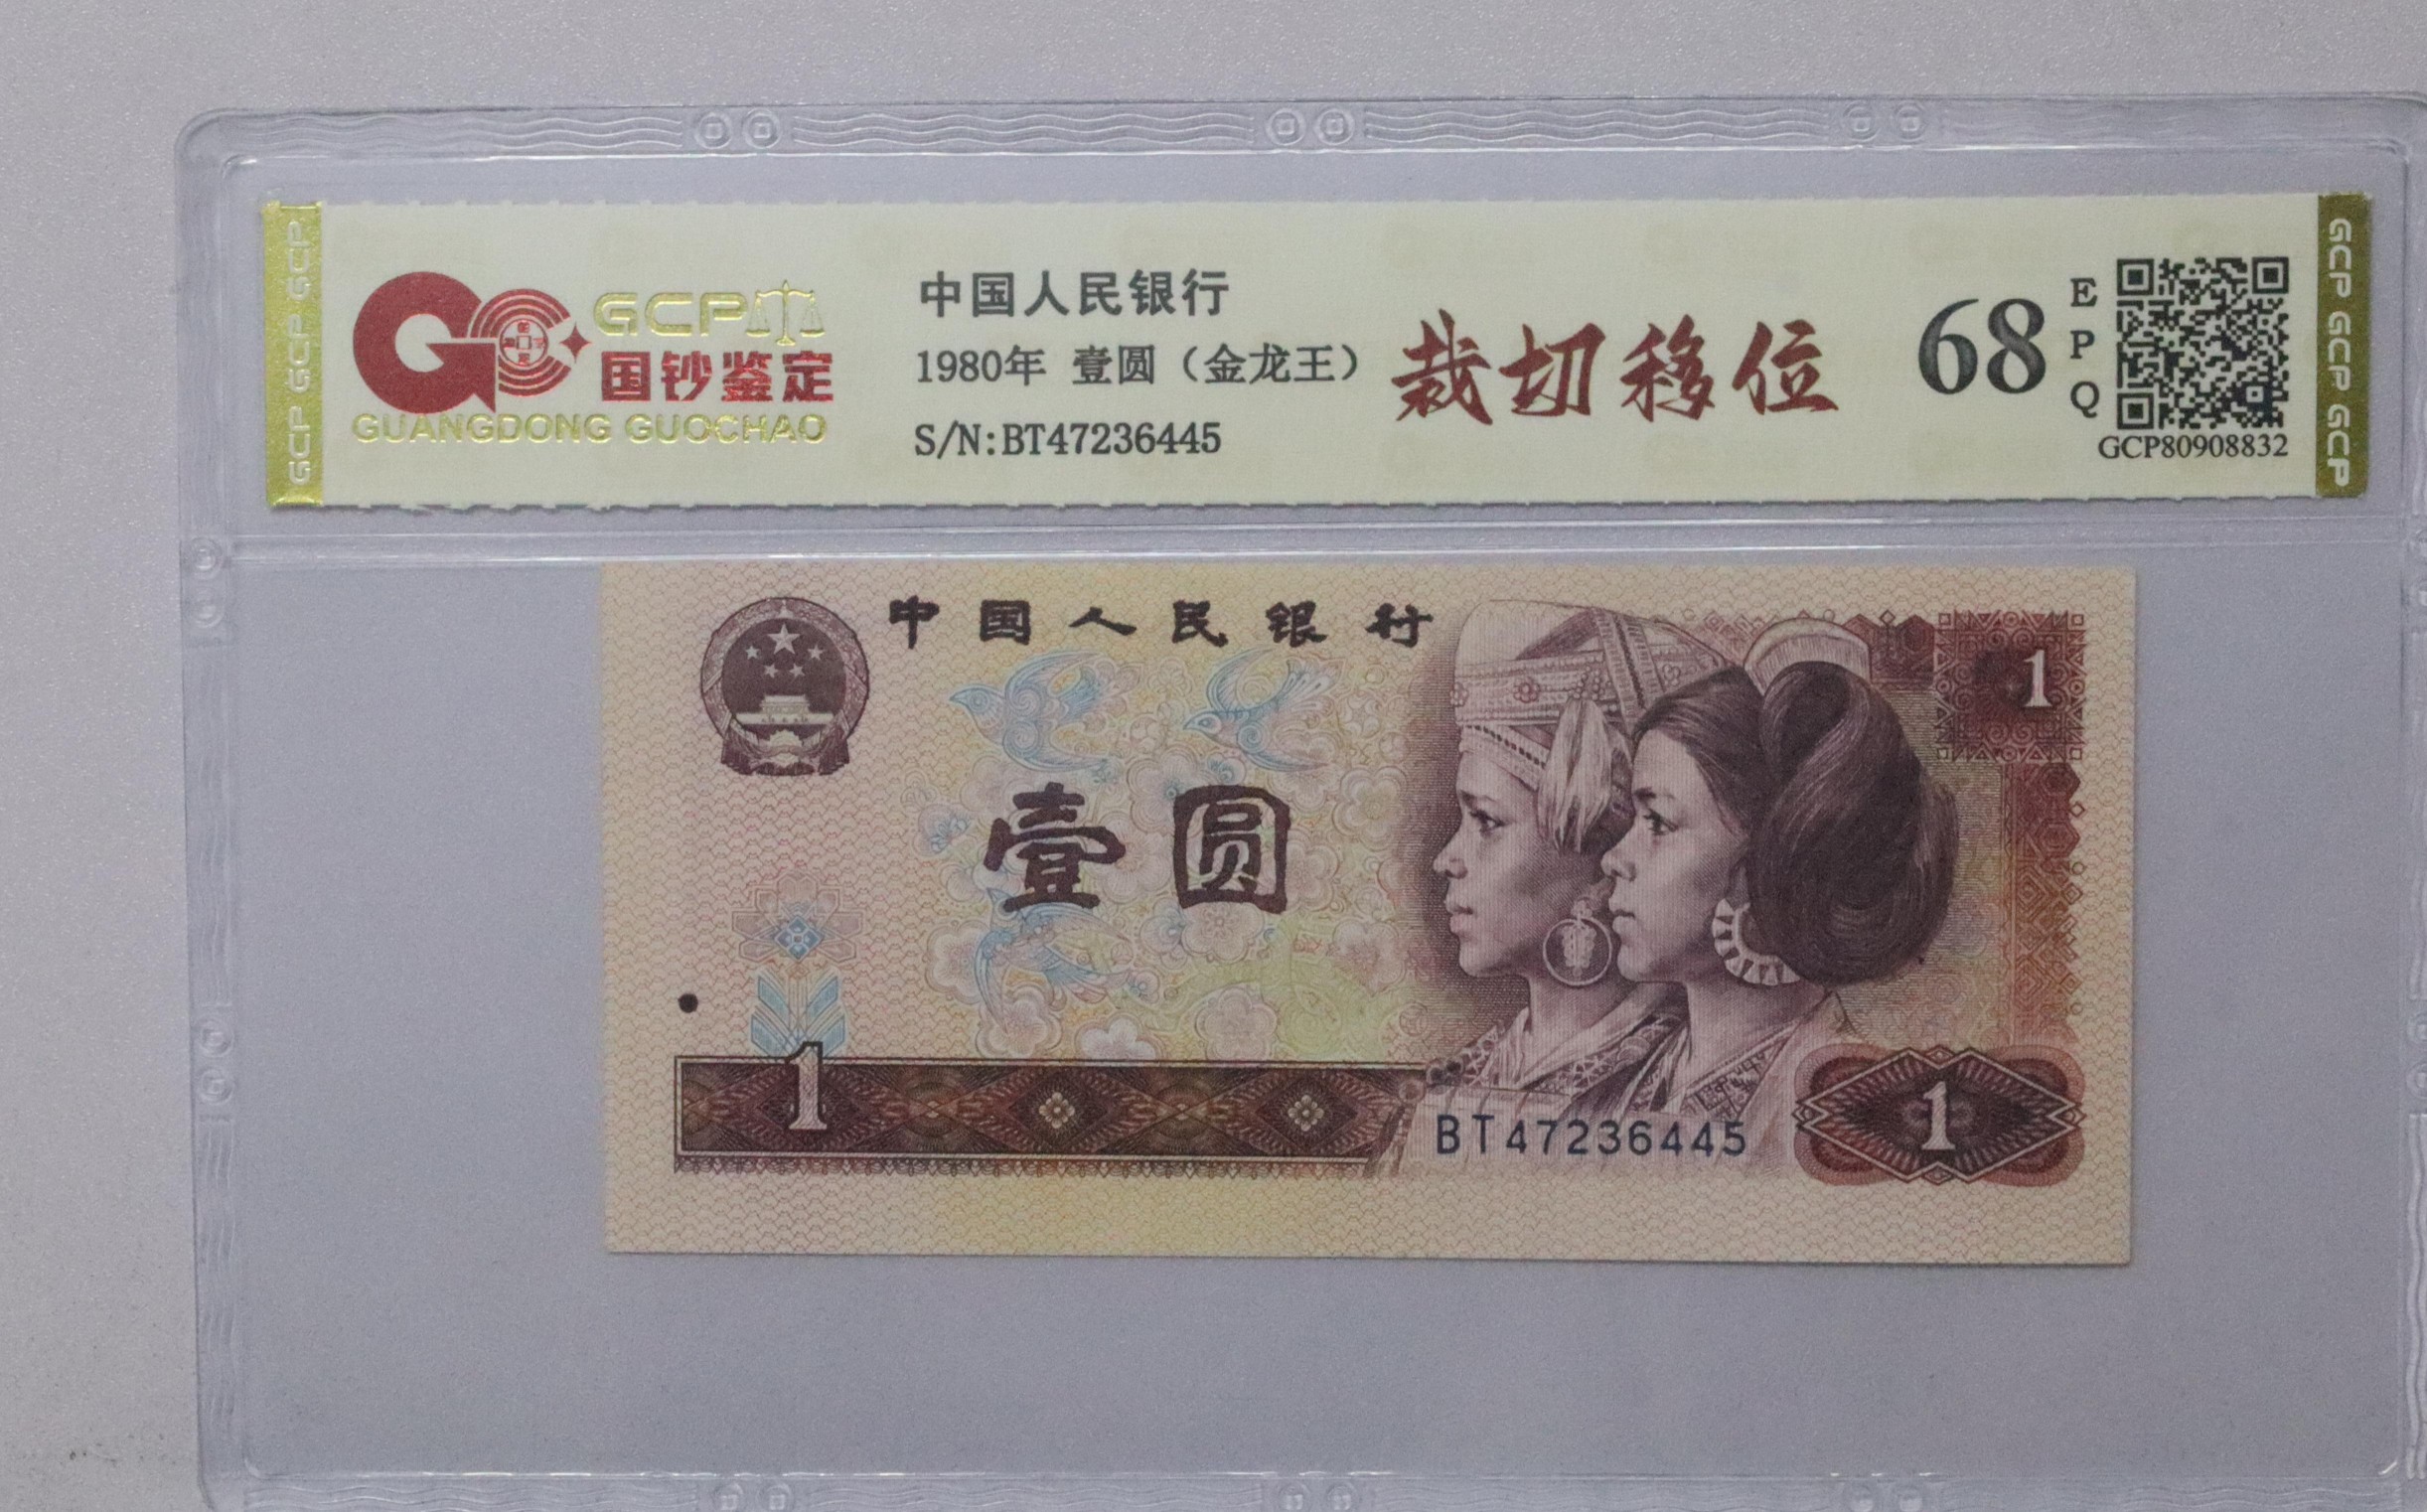 GCP GCP GCP
GCP
国钞鉴定
GUANGDONG GUOCHAO
中国人民银行
1980年 壹圆（金龙王）
S/N:BT47236445
裁切移位
68
E
P
Q
GCP80908832
GCP GCP GCP
中国人民银行
1
壹圆
1
BT47236445
1